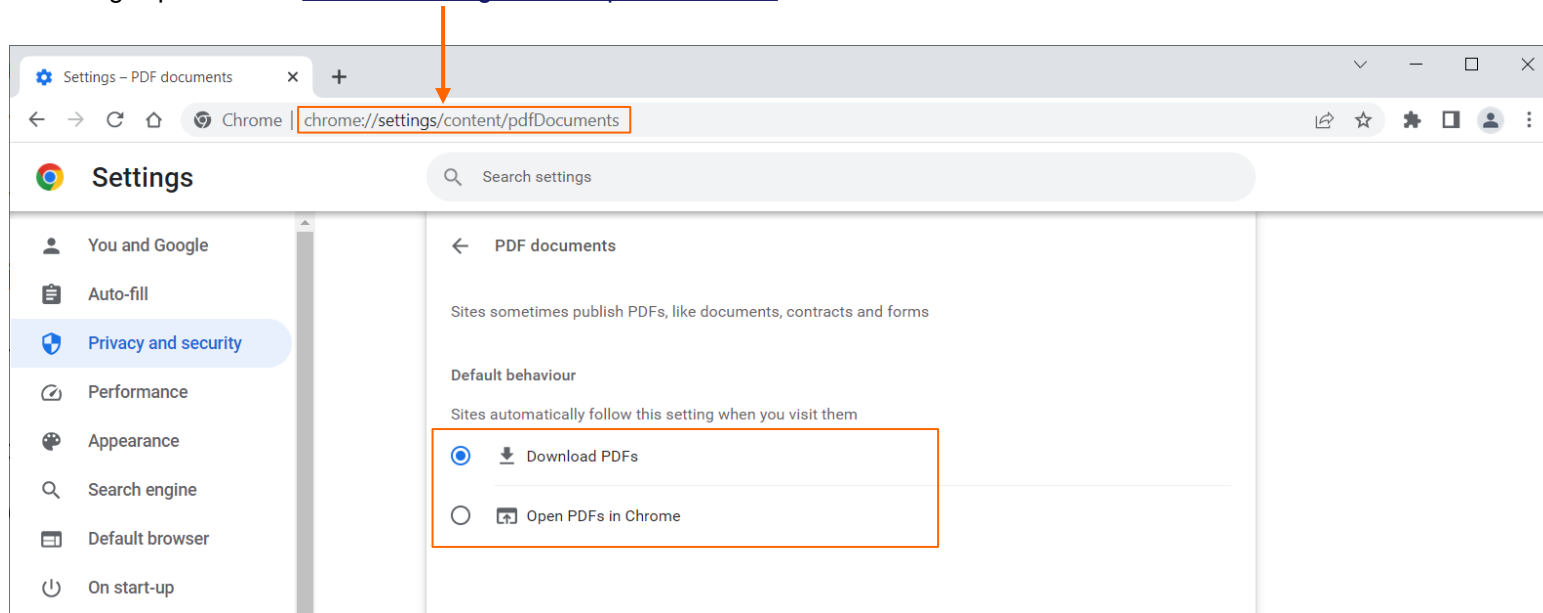 Settings – PDF documents
Chrome | chrome://settings/content/pdfDocuments
Settings
Search settings
You and Google
Auto-fill
Privacy and security
Performance
Appearance
Search engine
Default browser
On start-up
PDF documents
Sites sometimes publish PDFs, like documents, contracts and forms
Default behaviour
Sites automatically follow this setting when you visit them
Download PDFs
Open PDFs in Chrome